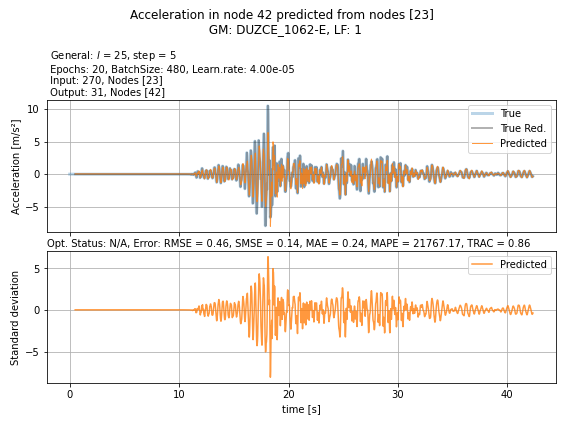 Acceleration in node 42 predicted from nodes [23]
GM: DUZCE_1062-E, LF: 1
General: l = 25, step = 5
Epochs: 20, BatchSize: 480, Learn.rate: 4.00e-05
Input: 270, Nodes [23]
Output: 31, Nodes [42]
Acceleration [m/s²]
10
5
0
−5
True
True Red.
Predicted
Opt. Status: N/A, Error: RMSE = 0.46, SMSE = 0.14, MAE = 0.24, MAPE = 21767.17, TRAC = 0.86
Standard deviation
5
0
−5
Predicted
0 10 20 30 40
time [s]